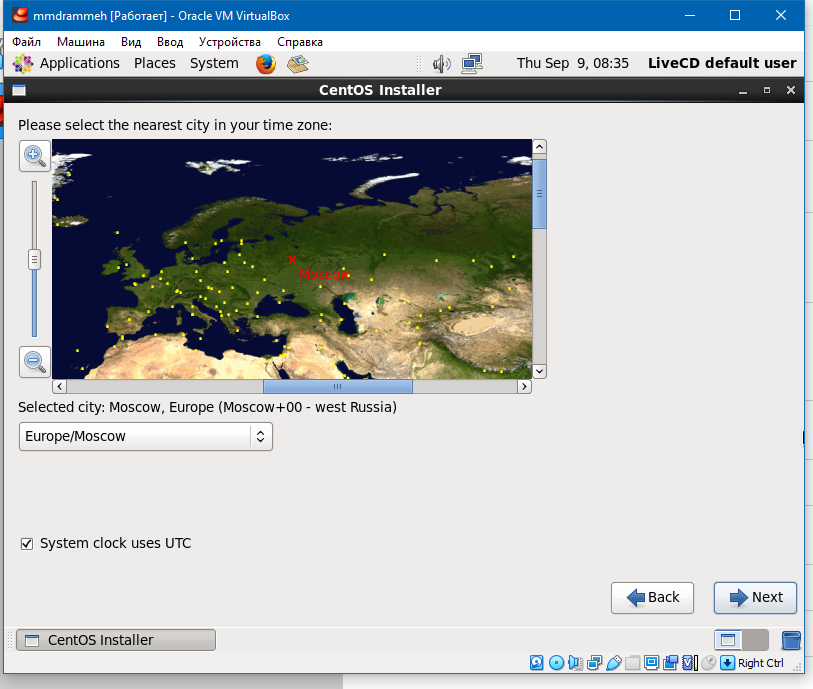 mmdrammeh [Работает] - Oracle VM VirtualBox
Файл Машина Вид Ввод Устройства Справка
Applications Places System Thu Sep 9, 08:35 LiveCD default user
CentOS Installer
Please select the nearest city in your time zone:
Moscow
Selected city: Moscow, Europe (Moscow+00 - west Russia)
Europe/Moscow
System clock uses UTC
Back Next
CentOS Installer
Right Ctrl